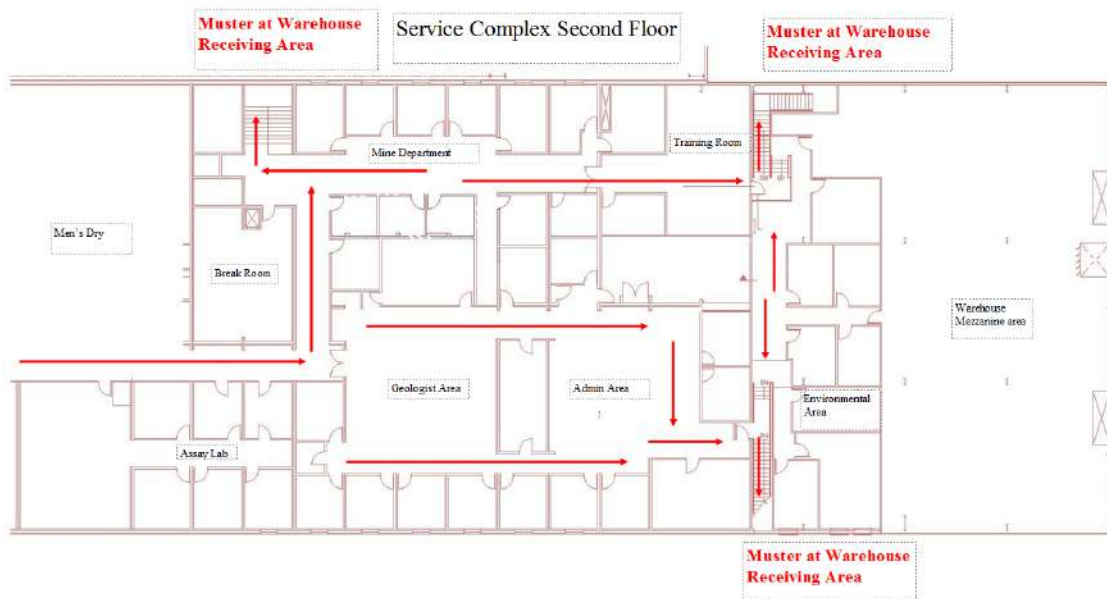 Muster at Warehouse
Receiving Area
Service Complex Second Floor
Muster at Warehouse
Receiving Area
Mine Department
Training Room
Men's Dry
Break Room
Warehouse
Mezzanine area
Geologist Area
Admin Area
Environmental
Area
Assay Lab
Muster at Warehouse
Receiving Area